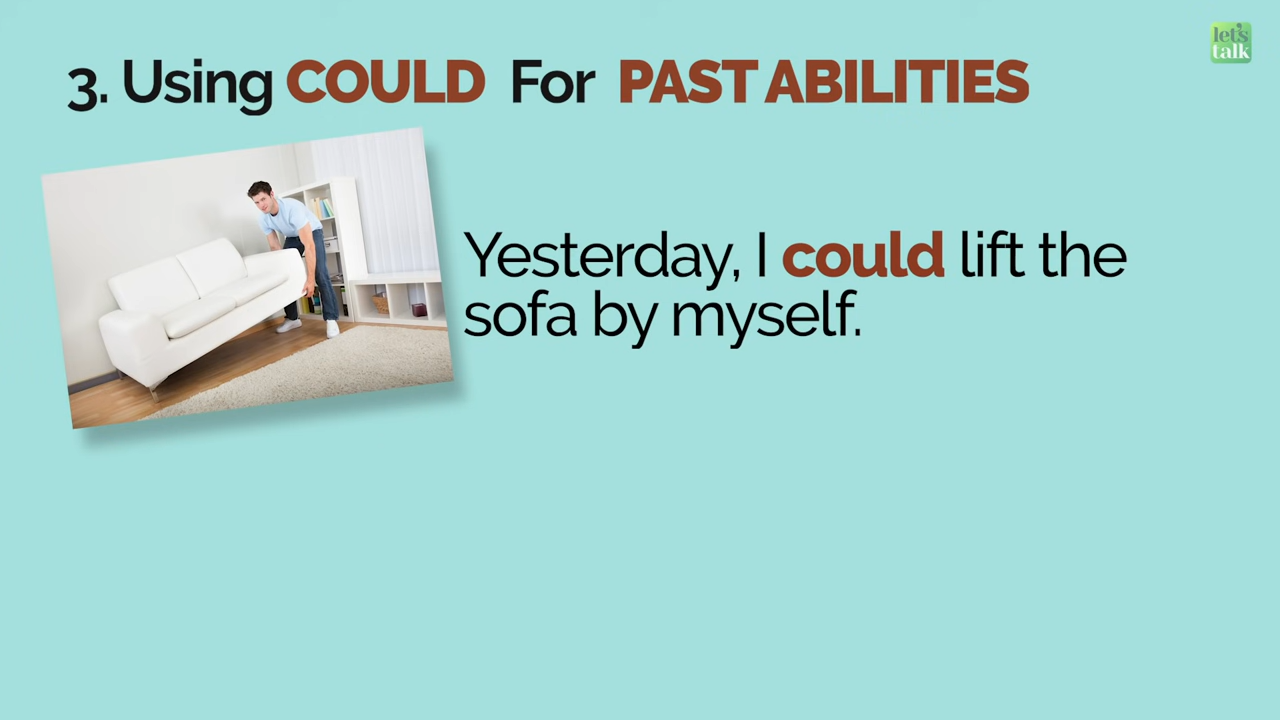 let's
talk
3. Using COULD For PAST ABILITIES
Yesterday, I could lift the
sofa by myself.